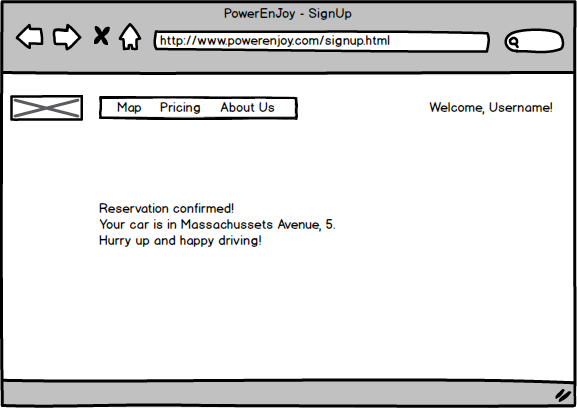 PowerEnJoy - SignUp
http://www.powerenjoy.com/signup.html
Map Pricing About Us
Welcome, Username!
Reservation confirmed!
Your car is in Massachussets Avenue, 5.
Hurry up and happy driving!